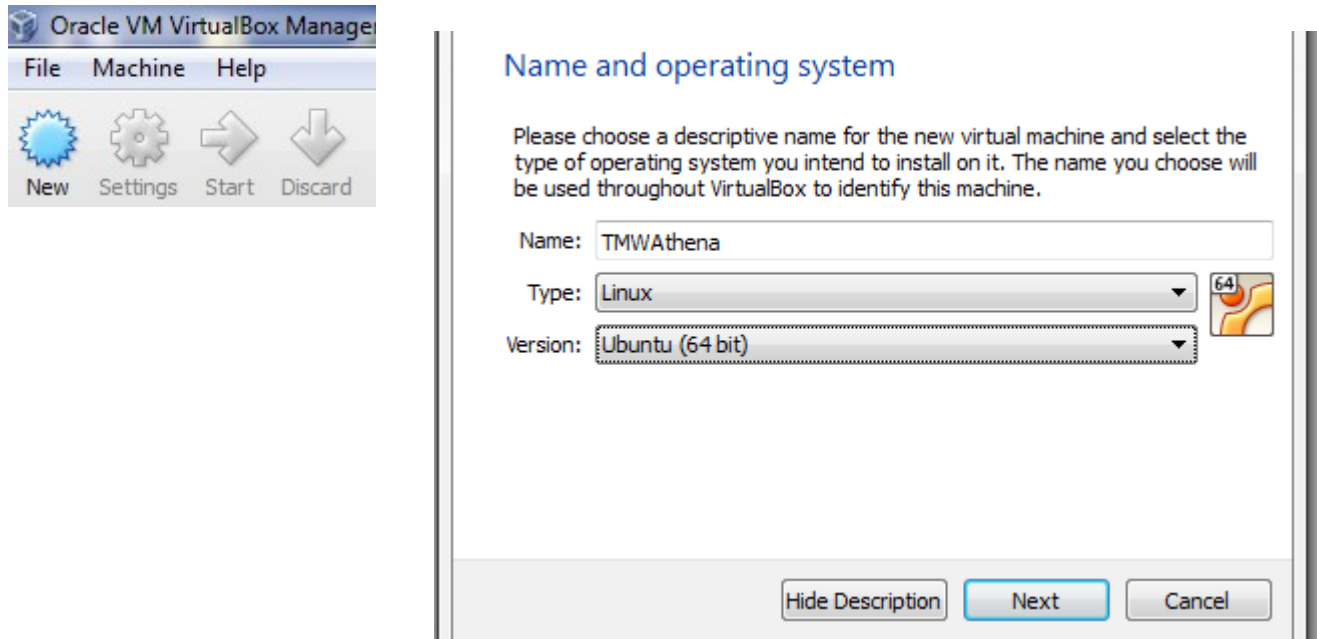 Oracle VM VirtualBox Manager
File Machine Help
New Settings Start Discard
Name and operating system
Please choose a descriptive name for the new virtual machine and select the
type of operating system you intend to install on it. The name you choose will
be used throughout VirtualBox to identify this machine.
Name: TMWAthena
Type: Linux
64
Version: Ubuntu (64 bit)
Hide Description Next Cancel